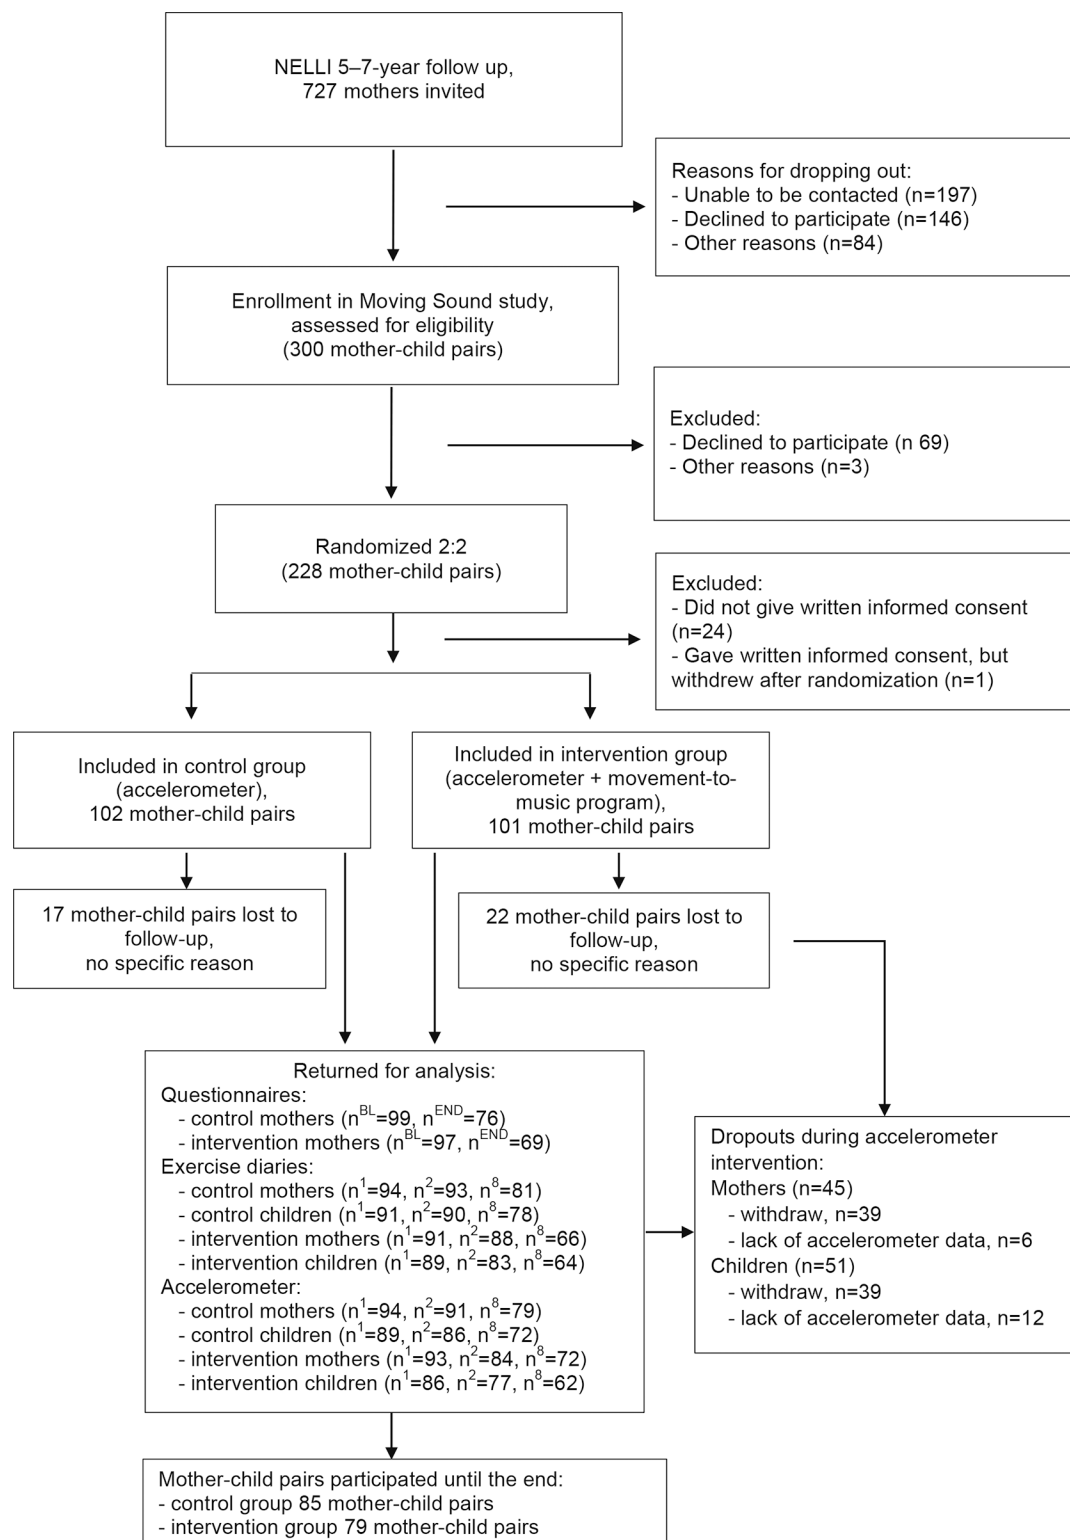 NELLI 5–7-year follow up,
727 mothers invited
Reasons for dropping out:
- Unable to be contacted (n=197)
- Declined to participate (n=146)
- Other reasons (n=84)
Enrollment in Moving Sound study,
assessed for eligibility
(300 mother-child pairs)
Excluded:
- Declined to participate (n 69)
- Other reasons (n=3)
Randomized 2:2
(228 mother-child pairs)
Excluded:
- Did not give written informed consent
(n=24)
- Gave written informed consent, but
withdrew after randomization (n=1)
Included in control group
(accelerometer),
102 mother-child pairs
Included in intervention group
(accelerometer + movement-to-
music program),
101 mother-child pairs
17 mother-child pairs lost to
follow-up,
no specific reason
22 mother-child pairs lost to
follow-up,
no specific reason
Returned for analysis:
Questionnaires:
- control mothers (n^BL=99, n^END=76)
- intervention mothers (n^BL=97, n^END=69)
Exercise diaries:
- control mothers (n^1=94, n^2=93, n^8=81)
- control children (n^1=91, n^2=90, n^8=78)
- intervention mothers (n^1=91, n^2=88, n^8=66)
- intervention children (n^1=89, n^2=83, n^8=64)
Accelerometer:
- control mothers (n^1=94, n^2=91, n^8=79)
- control children (n^1=89, n^2=86, n^8=72)
- intervention mothers (n^1=93, n^2=84, n^8=72)
- intervention children (n^1=86, n^2=77, n^8=62)
Dropouts during accelerometer
intervention:
Mothers (n=45)
- withdraw, n=39
- lack of accelerometer data, n=6
Children (n=51)
- withdraw, n=39
- lack of accelerometer data, n=12
Mother-child pairs participated until the end:
- control group 85 mother-child pairs
- intervention group 79 mother-child pairs